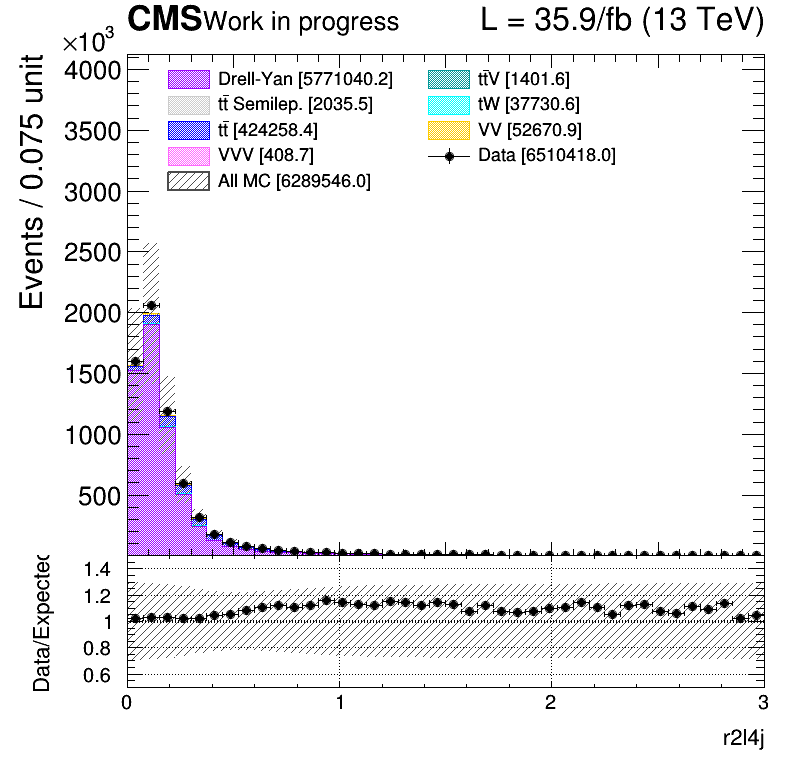 CMS Work in progress L = 35.9/fb (13 TeV)
×10³
Drell-Yan [5771040.2] tt̄V [1401.6]
tt̄ Semilep. [2035.5] tW [37730.6]
tt̄ [424258.4] VV [52670.9]
VVV [408.7] Data [6510418.0]
All MC [6289546.0]
Events / 0.075 unit
4000
3500
3000
2500
2000
1500
1000
500
Data/Expected
1.4
1.2
1
0.8
0.6
0 1 2 3
r2l4j